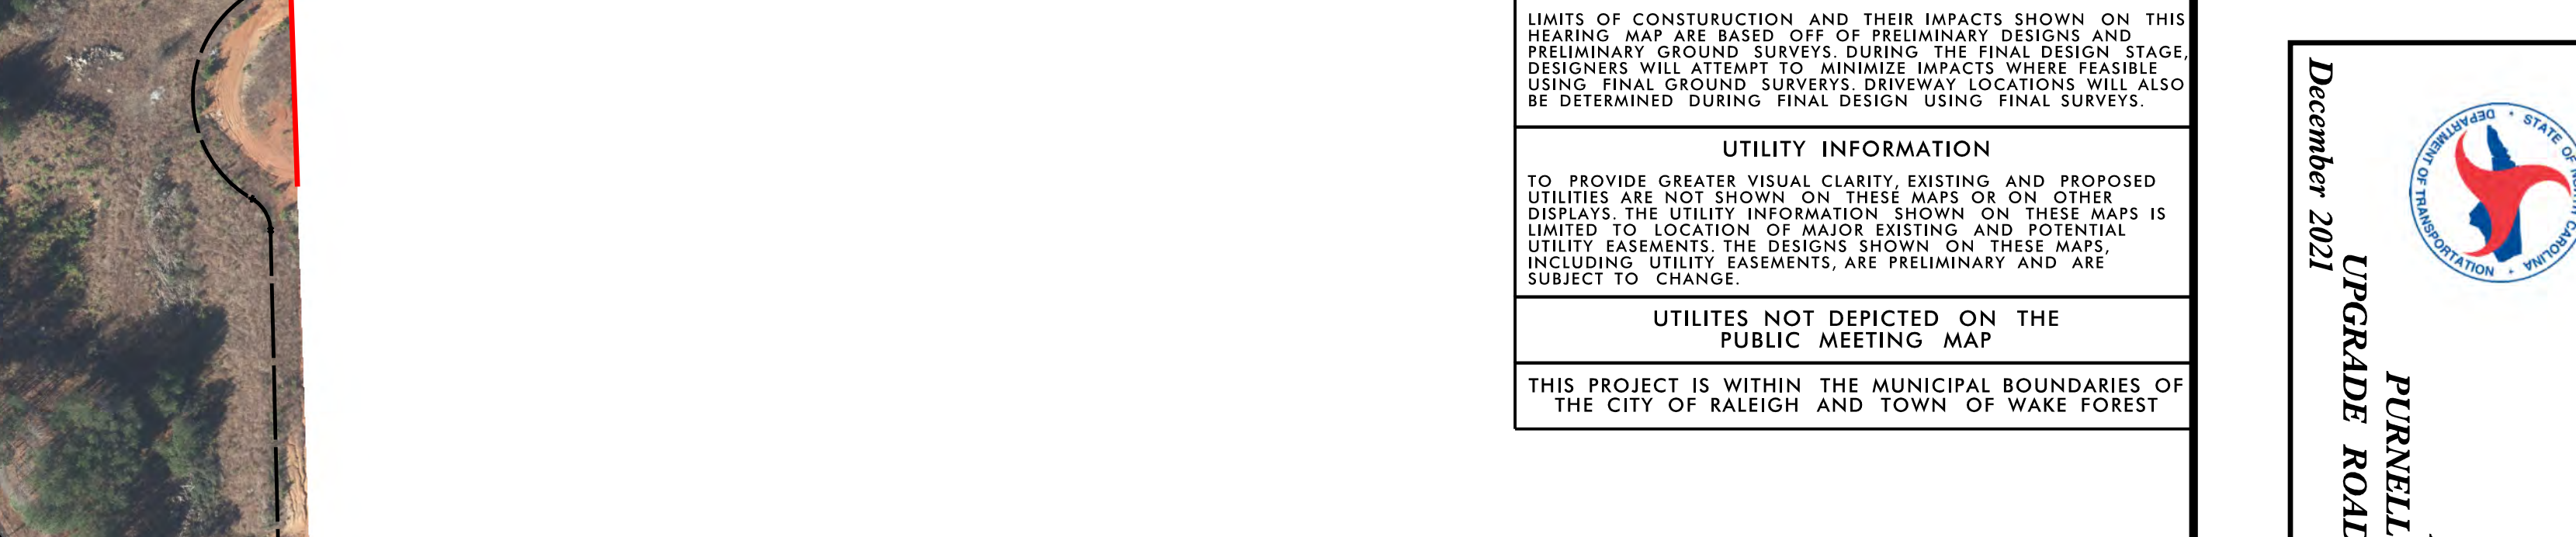 LIMITS OF CONSTURUCTION AND THEIR IMPACTS SHOWN ON THIS
HEARING MAP ARE BASED OFF OF PRELIMINARY DESIGNS AND
PRELIMINARY GROUND SURVEYS. DURING THE FINAL DESIGN STAGE,
DESIGNERS WILL ATTEMPT TO MINIMIZE IMPACTS WHERE FEASIBLE
USING FINAL GROUND SURVERYS. DRIVEWAY LOCATIONS WILL ALSO
BE DETERMINED DURING FINAL DESIGN USING FINAL SURVEYS.
UTILITY INFORMATION
TO PROVIDE GREATER VISUAL CLARITY, EXISTING AND PROPOSED
UTILITIES ARE NOT SHOWN ON THESE MAPS OR ON OTHER
DISPLAYS. THE UTILITY INFORMATION SHOWN ON THESE MAPS IS
LIMITED TO LOCATION OF MAJOR EXISTING AND POTENTIAL
UTILITY EASEMENTS. THE DESIGNS SHOWN ON THESE MAPS,
INCLUDING UTILITY EASEMENTS, ARE PRELIMINARY AND ARE
SUBJECT TO CHANGE.
UTILITES NOT DEPICTED ON THE
PUBLIC MEETING MAP
THIS PROJECT IS WITHIN THE MUNICIPAL BOUNDARIES OF
THE CITY OF RALEIGH AND TOWN OF WAKE FOREST
STATE OF NORTH CAROLINA
DEPARTMENT OF TRANSPORTATION
PURNELL
UPGRADE ROAD
December 2021